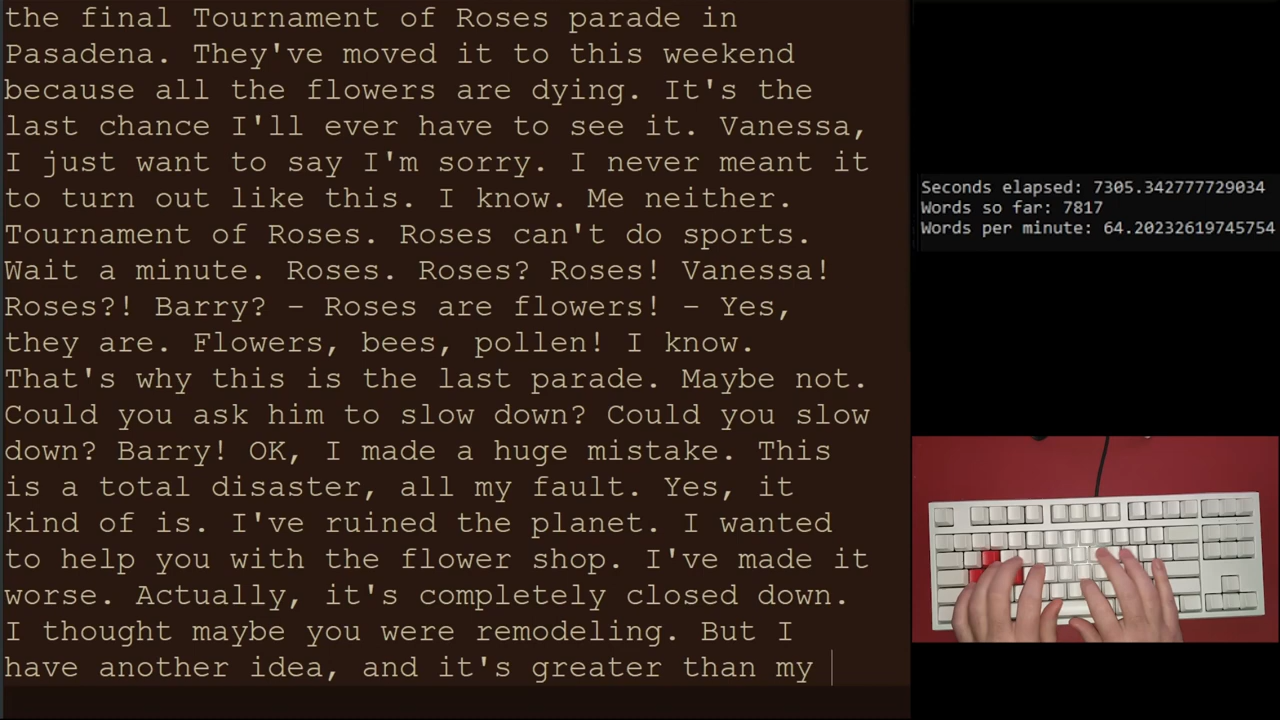 the final Tournament of Roses parade in
Pasadena. They've moved it to this weekend
because all the flowers are dying. It's the
last chance I'll ever have to see it. Vanessa,
I just want to say I'm sorry. I never meant it
to turn out like this. I know. Me neither.
Tournament of Roses. Roses can't do sports.
Wait a minute. Roses. Roses? Roses! Vanessa!
Roses?! Barry? - Roses are flowers! - Yes,
they are. Flowers, bees, pollen! I know.
That's why this is the last parade. Maybe not.
Could you ask him to slow down? Could you slow
down? Barry! OK, I made a huge mistake. This
is a total disaster, all my fault. Yes, it
kind of is. I've ruined the planet. I wanted
to help you with the flower shop. I've made it
worse. Actually, it's completely closed down.
I thought maybe you were remodeling. But I
have another idea, and it's greater than my
Seconds elapsed: 7305.342777729034
Words so far: 7817
Words per minute: 64.20232619745754